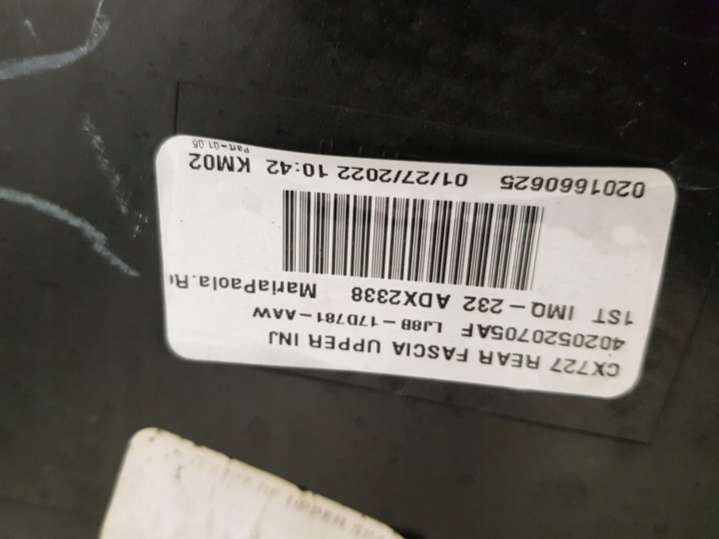 CX727 REAR FASCIA UPPER INJ
4020520705AF LJ8B-17D781-AAW
1ST IMQ-232 ADX2338 MariaPaola.R
0201660625 01/27/2022 10:42 KM02